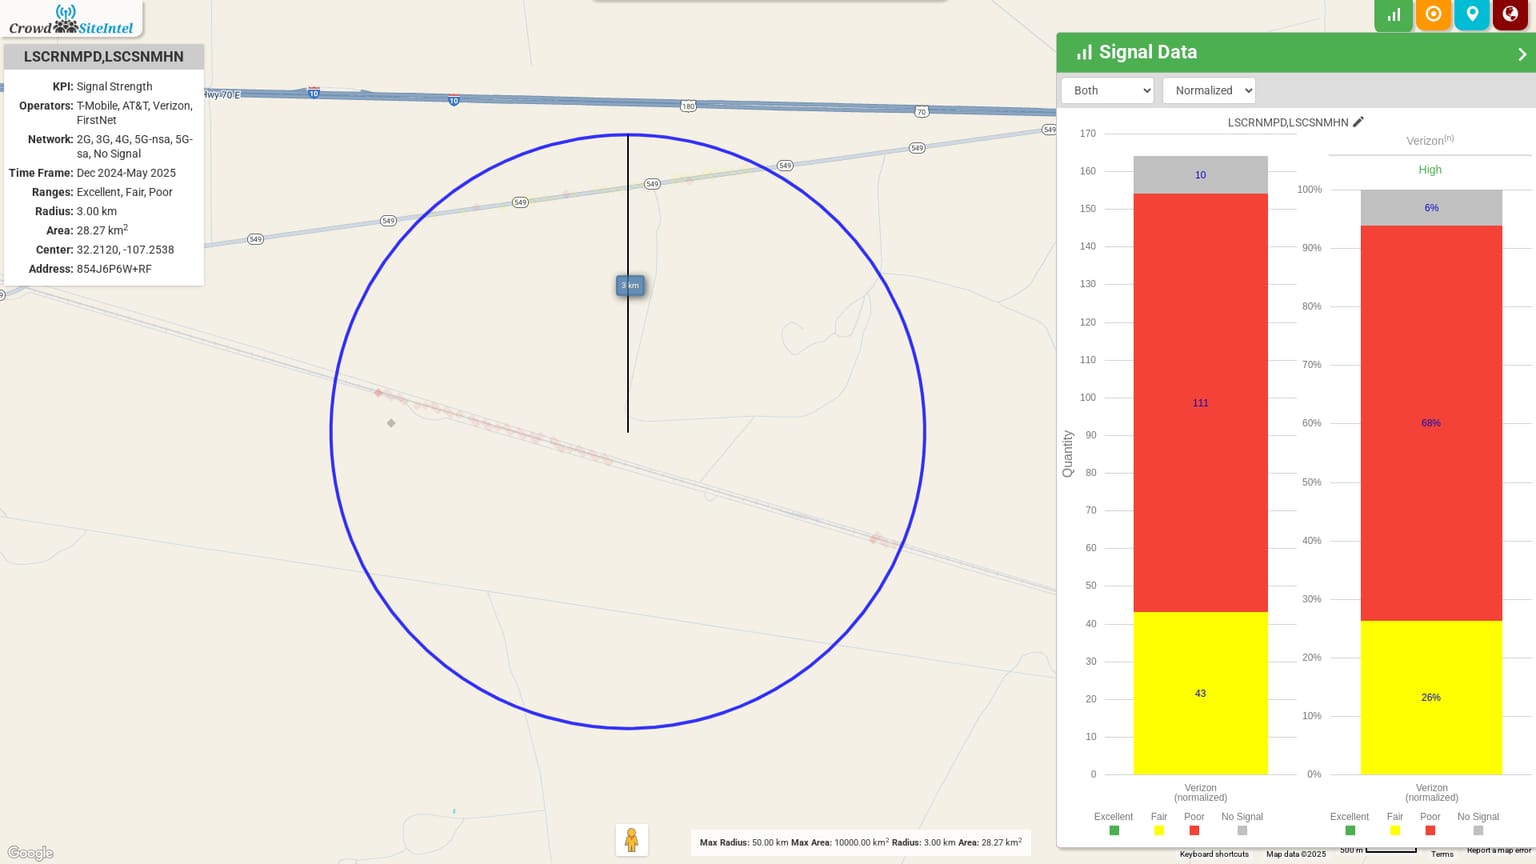 Crowd SiteIntel
LSCRNMPD,LSCSNMHN
KPI: Signal Strength
Operators: T-Mobile, AT&T, Verizon,
FirstNet
Network: 2G, 3G, 4G, 5G-nsa, 5G-
sa, No Signal
Time Frame: Dec 2024-May 2025
Ranges: Excellent, Fair, Poor
Radius: 3.00 km
Area: 28.27 km²
Center: 32.2120, -107.2538
Address: 854J6P6W+RF
Hwy 70 E
10
10
180
70
549
549
549
549
549
549
549
3 km
Google
Max Radius: 50.00 km Max Area: 10000.00 km² Radius: 3.00 km Area: 28.27 km²
Signal Data
Both
Normalized
LSCRNMPD,LSCSNMHN
Verizon(n)
High
170
160
150
140
130
120
110
100
90
80
70
60
50
40
30
20
10
0
Quantity
10
111
43
Verizon
(normalized)
100%
90%
80%
70%
60%
50%
40%
30%
20%
10%
0%
6%
68%
26%
Verizon
(normalized)
Excellent Fair Poor No Signal
Excellent Fair Poor No Signal
Keyboard shortcuts Map data ©2025 500 m Terms Report a map error